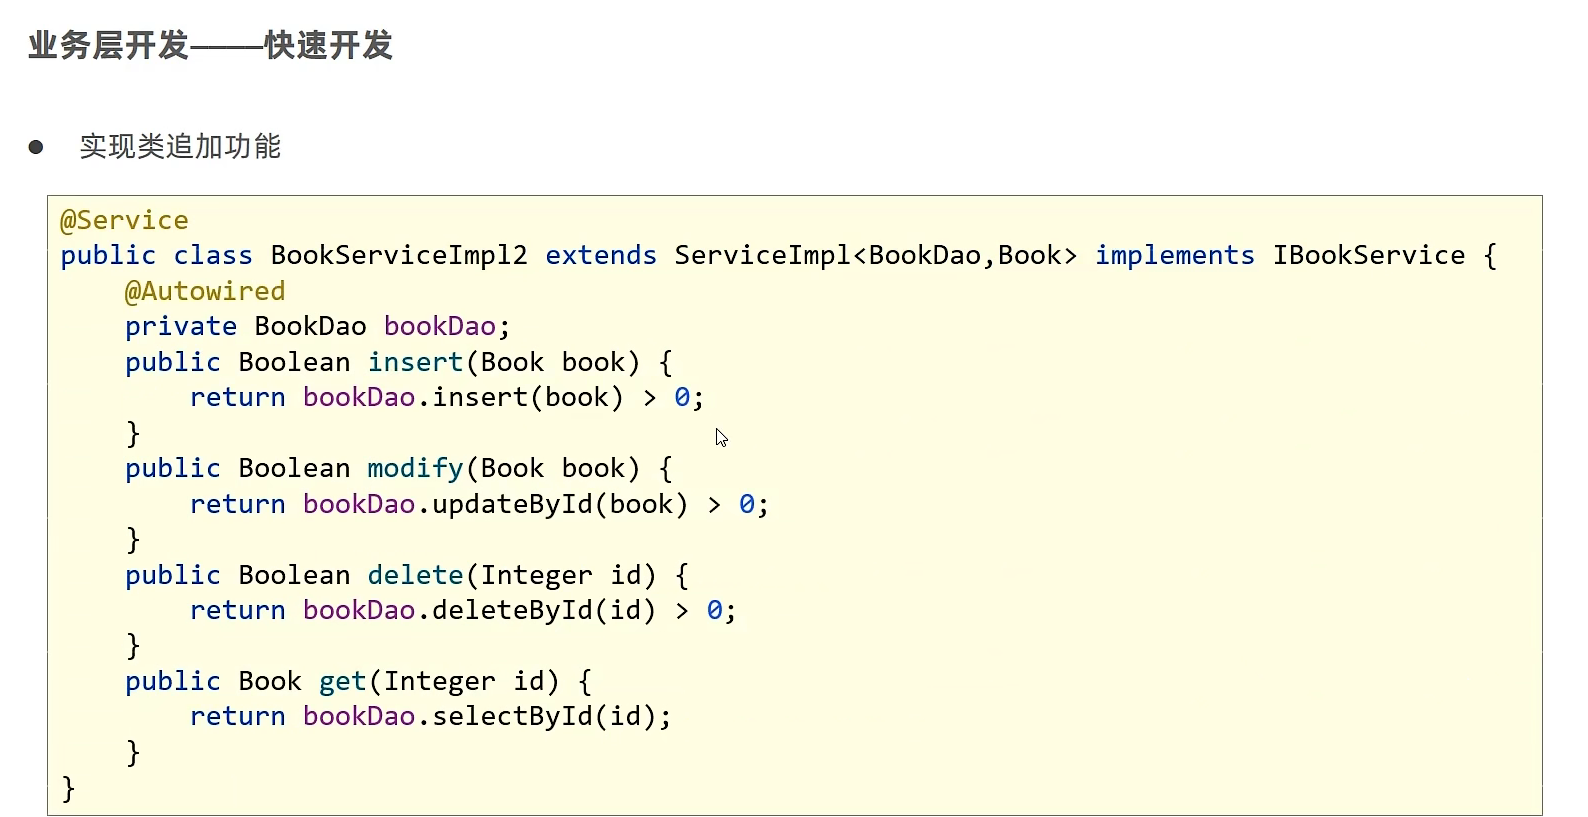 业务层开发——快速开发
● 实现类追加功能
@Service
public class BookServiceImpl2 extends ServiceImpl<BookDao,Book> implements IBookService {
    @Autowired
    private BookDao bookDao;
    public Boolean insert(Book book) {
        return bookDao.insert(book) > 0;
    }
    public Boolean modify(Book book) {
        return bookDao.updateById(book) > 0;
    }
    public Boolean delete(Integer id) {
        return bookDao.deleteById(id) > 0;
    }
    public Book get(Integer id) {
        return bookDao.selectById(id);
    }
}